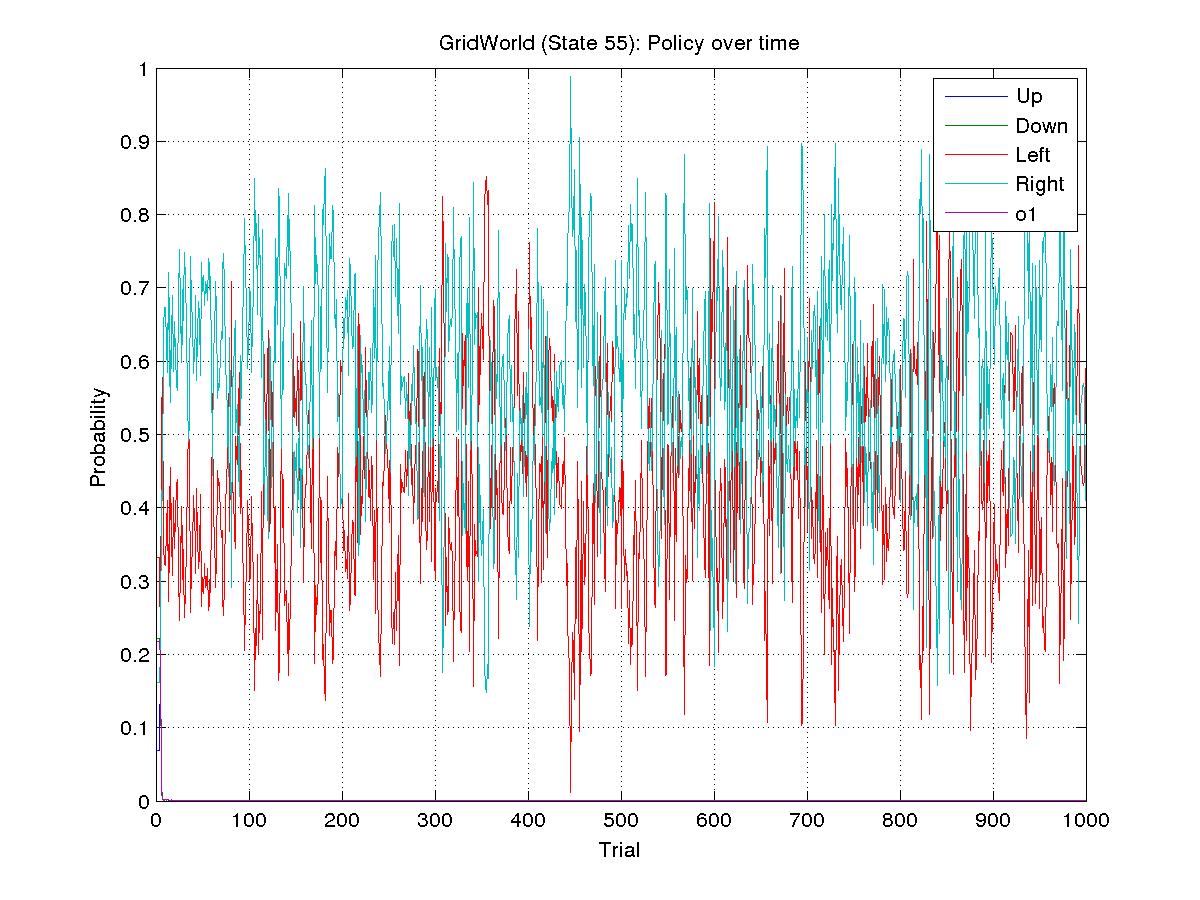 GridWorld (State 55): Policy over time
1
0.9
0.8
0.7
0.6
0.5
0.4
0.3
0.2
0.1
0
Probability
Up
Down
Left
Right
o1
0 100 200 300 400 500 600 700 800 900 1000
Trial